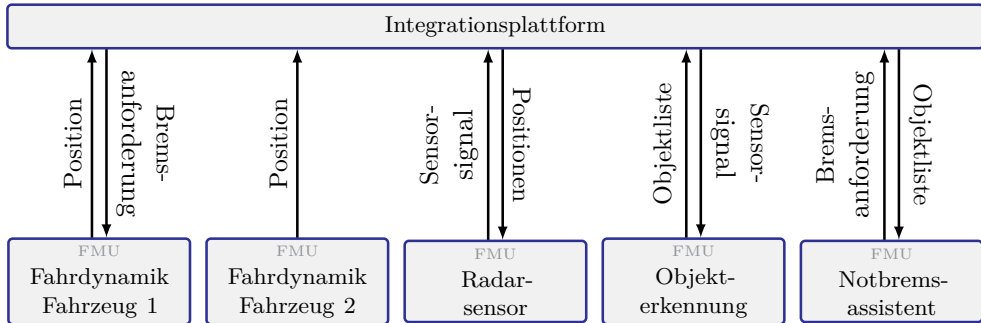 Integrationsplattform
Position
Brems-
anforderung
Position
Sensor-
signal
Positionen
Objektliste
Sensor-
signal
Brems-
anforderung
Objektliste
FMU
Fahrdynamik
Fahrzeug 1
FMU
Fahrdynamik
Fahrzeug 2
FMU
Radar-
sensor
FMU
Objekt-
erkennung
FMU
Notbrems-
assistent